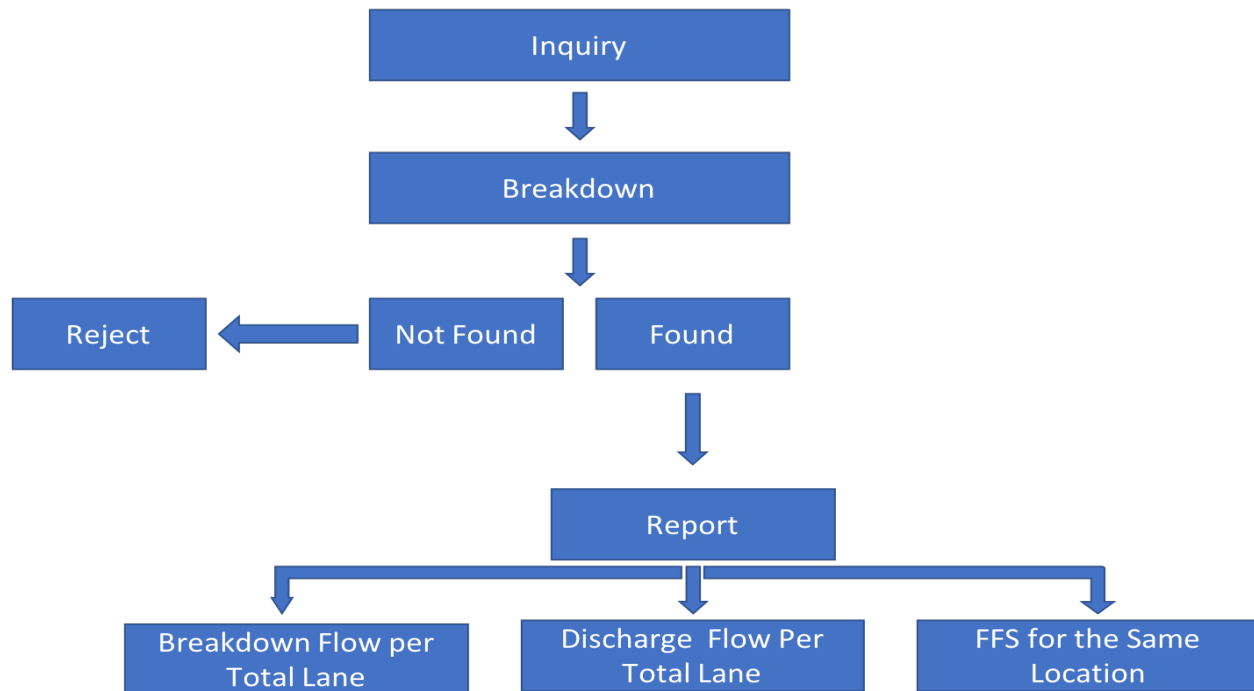 Inquiry
Breakdown
Reject
Not Found
Found
Report
Breakdown Flow per
Total Lane
Discharge  Flow Per
Total Lane
FFS for the Same
Location